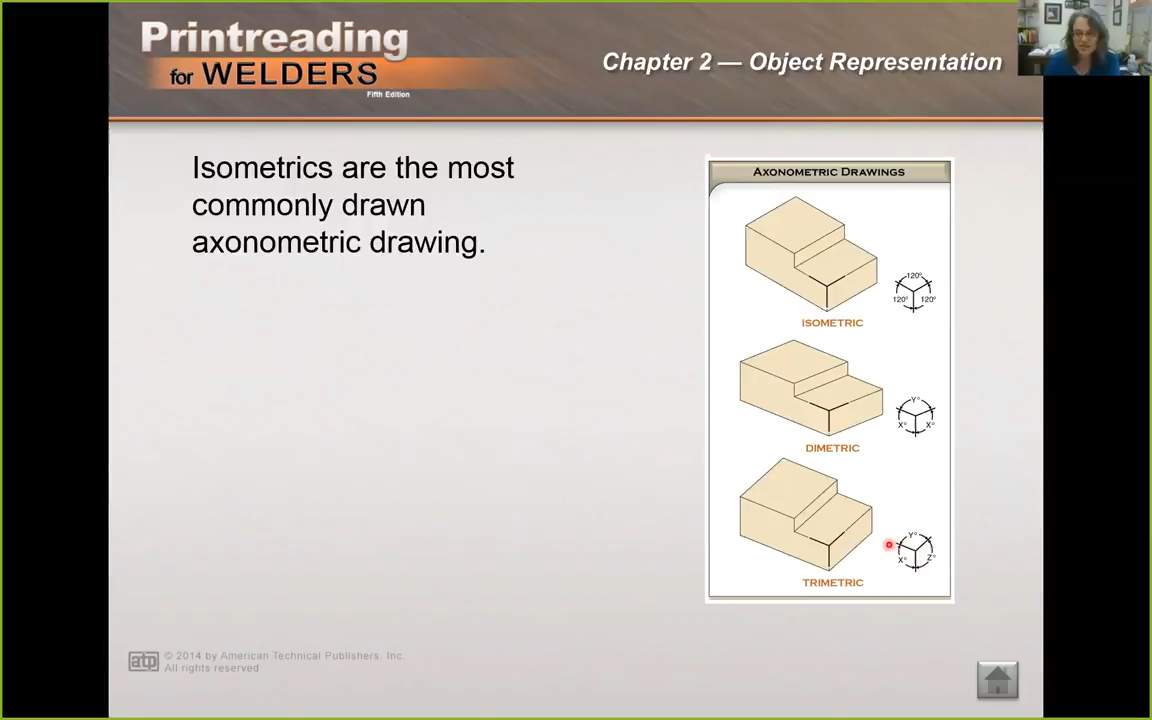 Printreading
for WELDERS
Fifth Edition
Chapter 2 — Object Representation
Isometrics are the most
commonly drawn
axonometric drawing.
AXONOMETRIC DRAWINGS
120°
120° 120°
ISOMETRIC
Y°
X° X°
DIMETRIC
Y°
X° Z°
TRIMETRIC
atp
© 2014 by American Technical Publishers, Inc.
All rights reserved